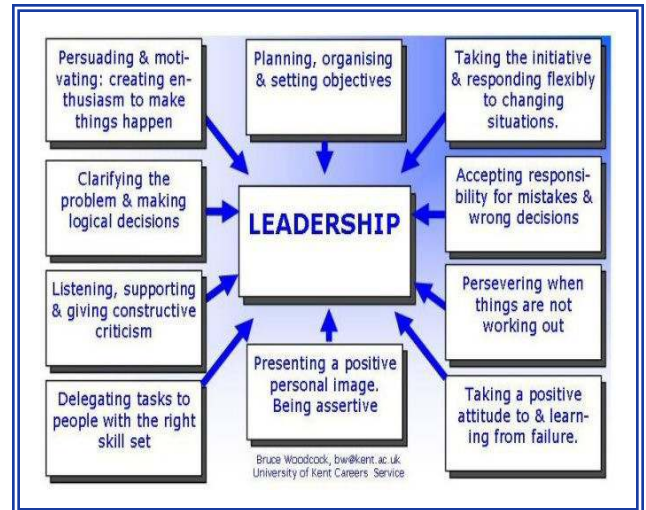 Persuading & moti-
vating: creating en-
thusiasm to make
things happen
Planning, organising
& setting objectives
Taking the initiative
& responding flexibly
to changing
situations.
Clarifying the
problem & making
logical decisions
LEADERSHIP
Accepting responsi-
bility for mistakes &
wrong decisions
Listening, supporting
& giving constructive
criticism
Persevering when
things are not
working out
Delegating tasks to
people with the right
skill set
Presenting a positive
personal image.
Being assertive
Taking a positive
attitude to & learn-
ing from failure.
Bruce Woodcock, bw@kent.ac.uk
University of Kent Careers Service